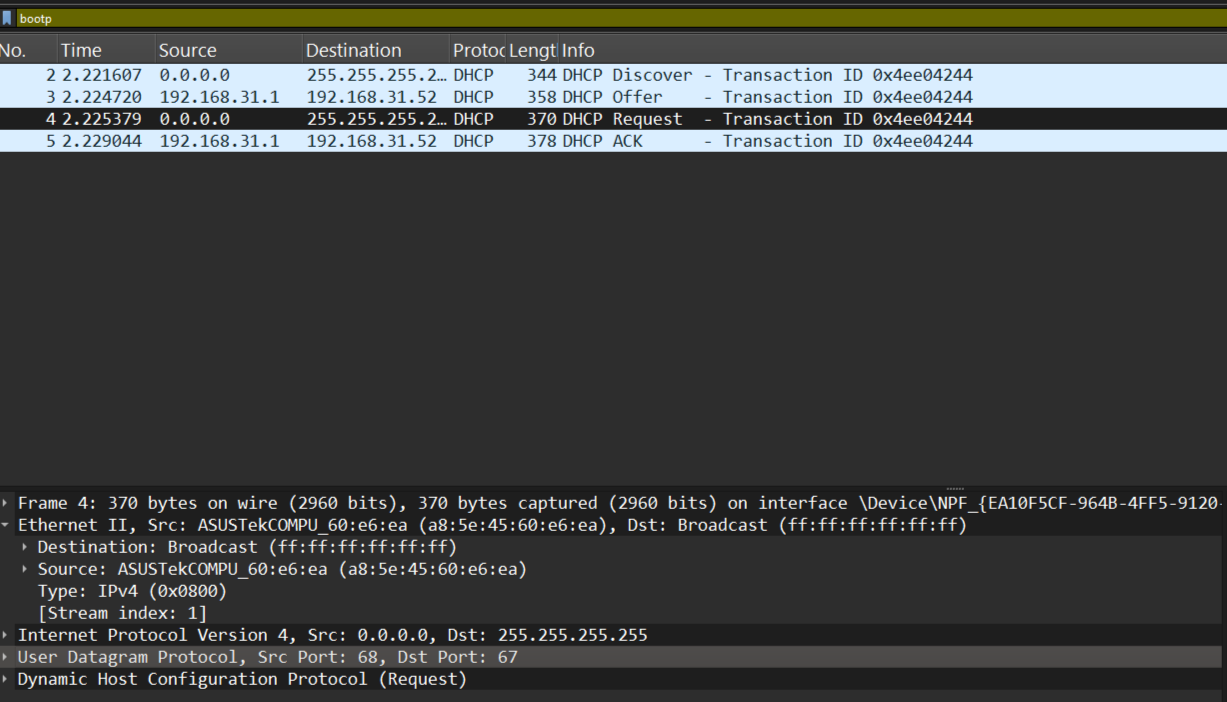 bootp
No. Time Source Destination Protoc Lengt Info
2 2.221607 0.0.0.0 255.255.255.2… DHCP 344 DHCP Discover - Transaction ID 0x4ee04244
3 2.224720 192.168.31.1 192.168.31.52 DHCP 358 DHCP Offer - Transaction ID 0x4ee04244
4 2.225379 0.0.0.0 255.255.255.2… DHCP 370 DHCP Request - Transaction ID 0x4ee04244
5 2.229044 192.168.31.1 192.168.31.52 DHCP 378 DHCP ACK - Transaction ID 0x4ee04244
Frame 4: 370 bytes on wire (2960 bits), 370 bytes captured (2960 bits) on interface \Device\NPF_{EA10F5CF-964B-4FF5-9120-
Ethernet II, Src: ASUSTekCOMPU_60:e6:ea (a8:5e:45:60:e6:ea), Dst: Broadcast (ff:ff:ff:ff:ff:ff)
Destination: Broadcast (ff:ff:ff:ff:ff:ff)
Source: ASUSTekCOMPU_60:e6:ea (a8:5e:45:60:e6:ea)
Type: IPv4 (0x0800)
[Stream index: 1]
Internet Protocol Version 4, Src: 0.0.0.0, Dst: 255.255.255.255
User Datagram Protocol, Src Port: 68, Dst Port: 67
Dynamic Host Configuration Protocol (Request)